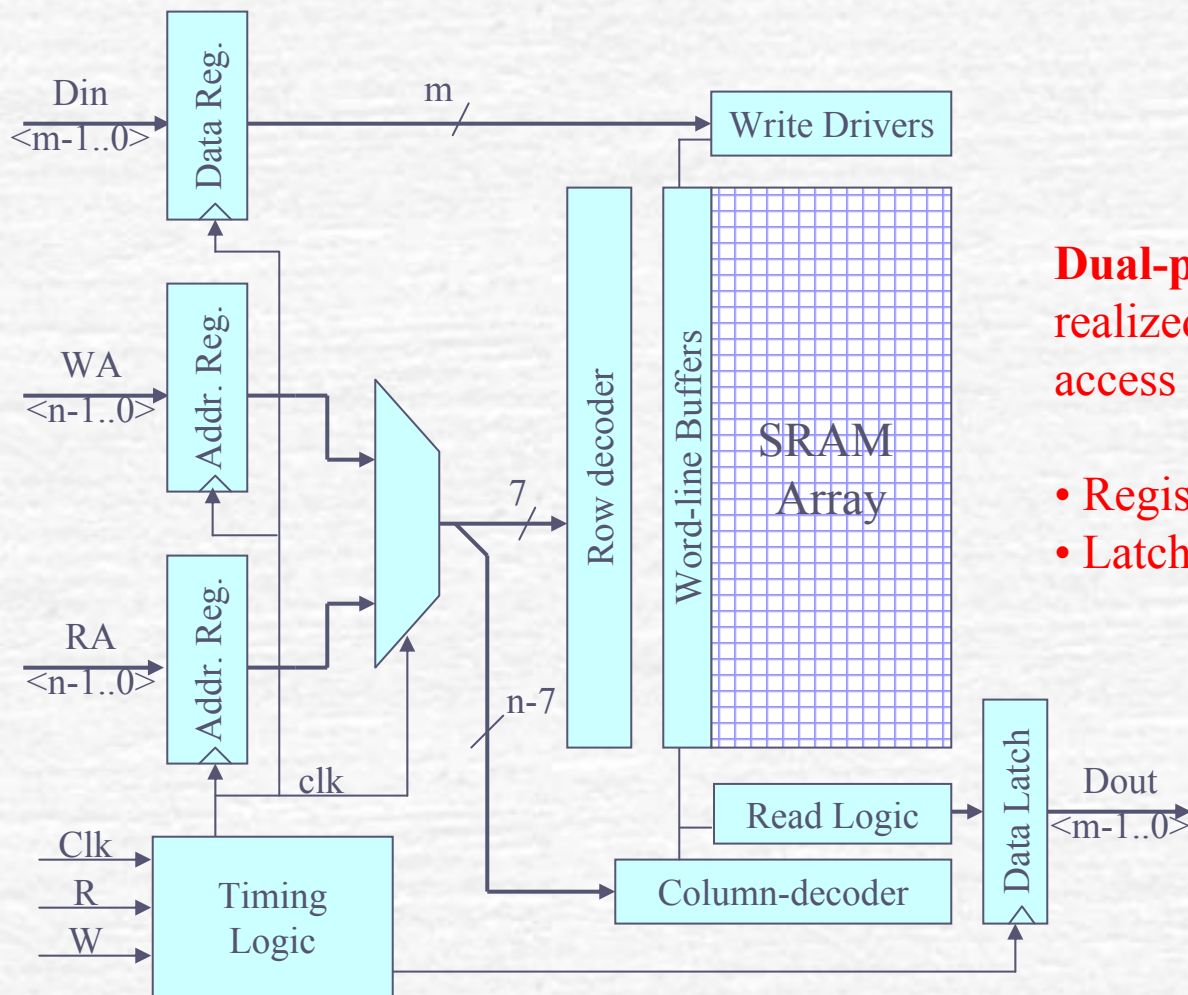 Din
<m-1..0>
Data Reg.
m
Write Drivers
WA
<n-1..0>
Addr. Reg.
RA
<n-1..0>
Addr. Reg.
7
n-7
Row decoder
Word-line Buffers
SRAM
Array
clk
Clk
R
W
Timing
Logic
Read Logic
Column-decoder
Data Latch
Dout
<m-1..0>
Dual-p
realized
access
• Regis
• Latch